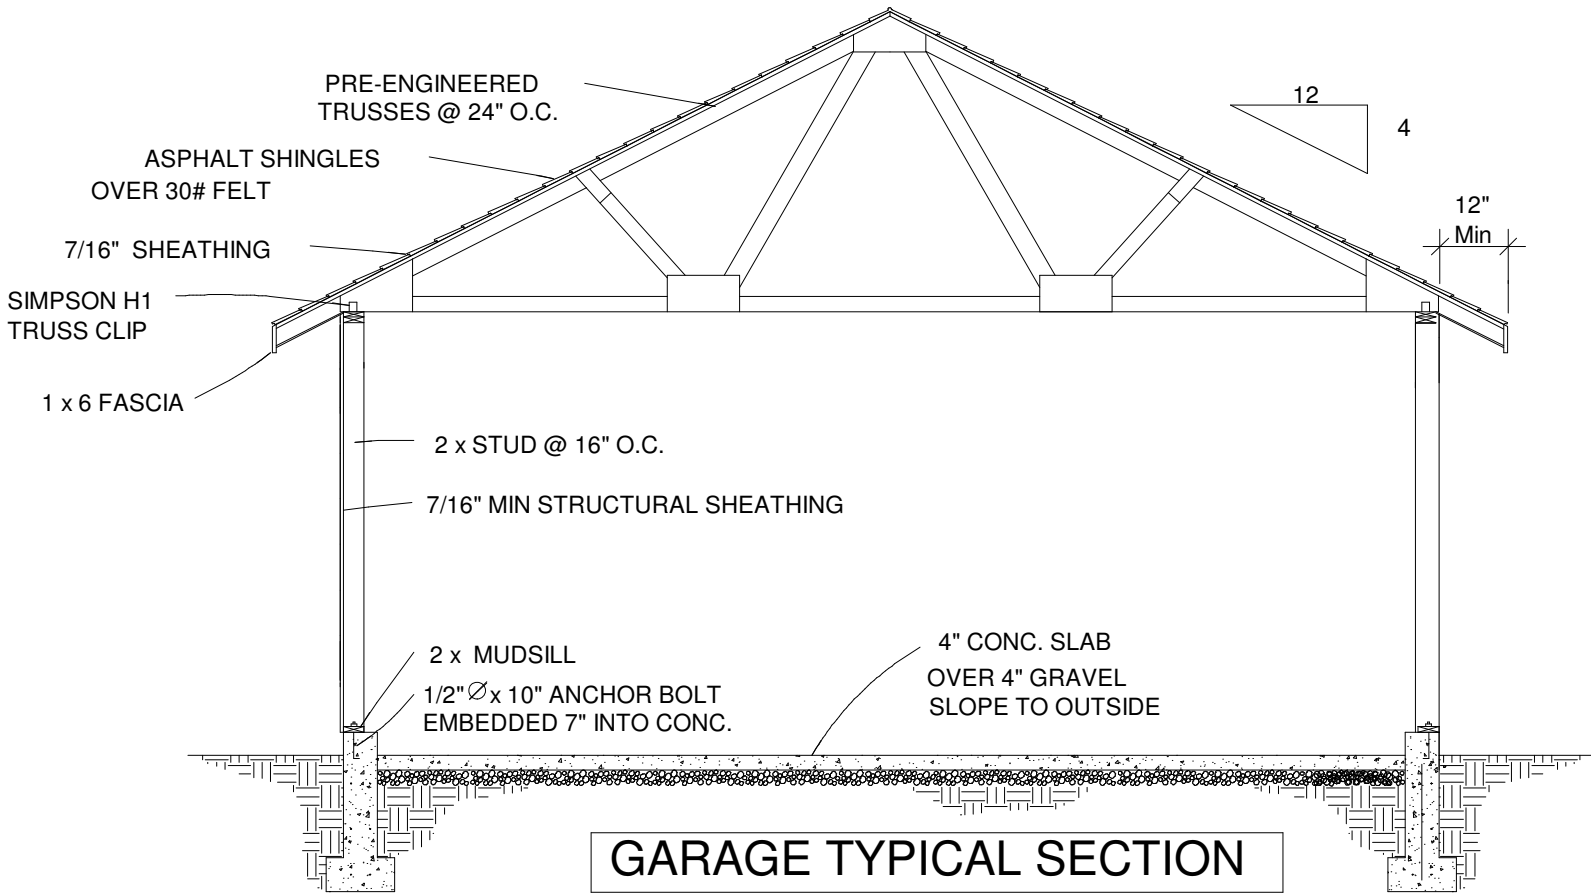 PRE-ENGINEERED
TRUSSES @ 24" O.C.
12
4
ASPHALT SHINGLES
OVER 30# FELT
12"
Min
7/16" SHEATHING
SIMPSON H1
TRUSS CLIP
1 x 6 FASCIA
2 x STUD @ 16" O.C.
7/16" MIN STRUCTURAL SHEATHING
2 x MUDSILL
1/2"∅ x 10" ANCHOR BOLT
EMBEDDED 7" INTO CONC.
4" CONC. SLAB
OVER 4" GRAVEL
SLOPE TO OUTSIDE
GARAGE TYPICAL SECTION